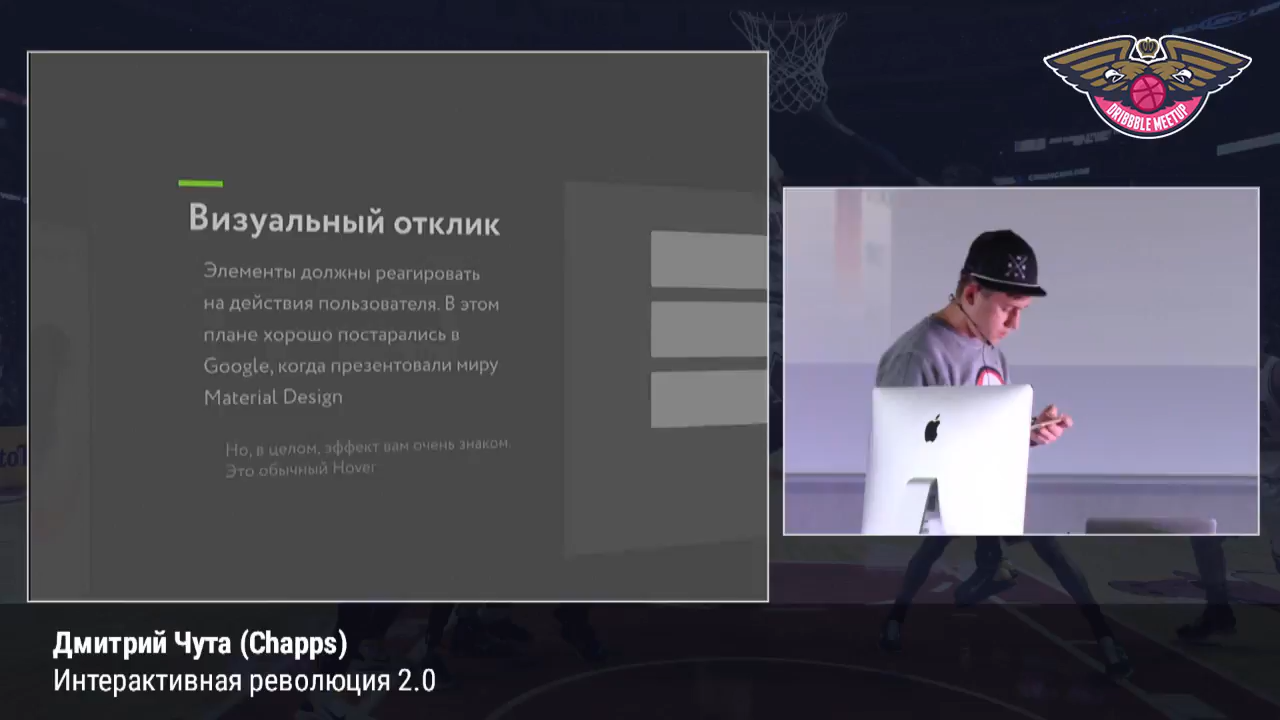 Визуальный отклик
Элементы должны реагировать
на действия пользователя. В этом
плане хорошо постарались в
Google, когда презентовали миру
Material Design
Но, в целом, эффект вам очень знаком.
Это обычный Hover
DRIBBBLE MEETUP
Дмитрий Чута (Chapps)
Интерактивная революция 2.0